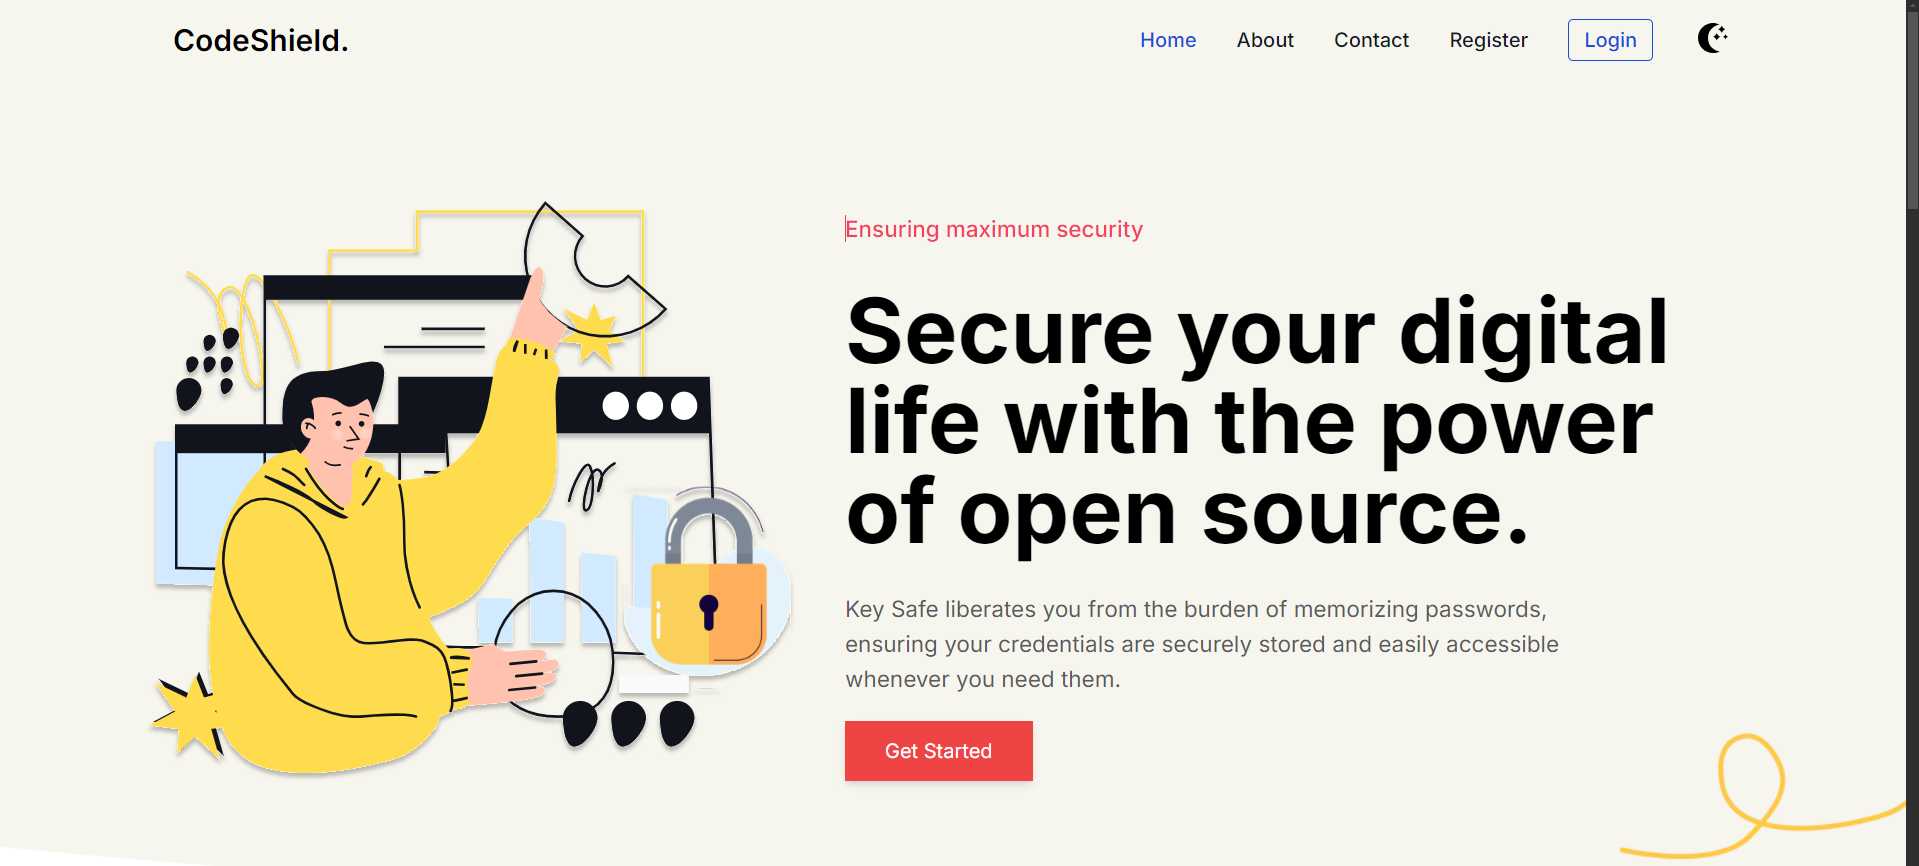 CodeShield.
Home
About
Contact
Register
Login
Ensuring maximum security
Secure your digital
life with the power
of open source.
Key Safe liberates you from the burden of memorizing passwords,
ensuring your credentials are securely stored and easily accessible
whenever you need them.
Get Started